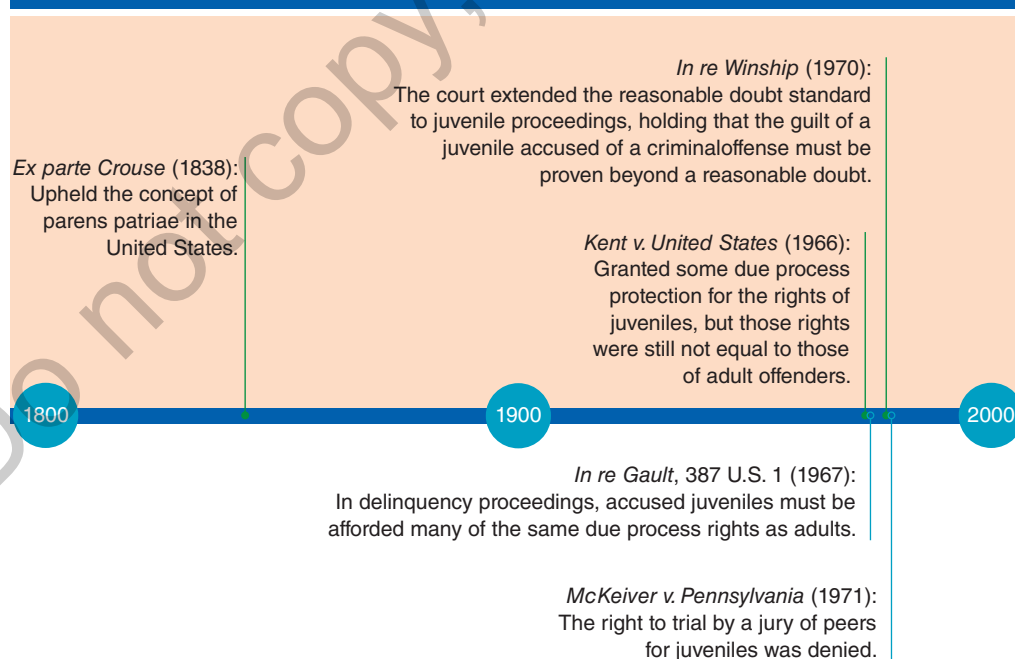 In re Winship (1970):
The court extended the reasonable doubt standard
to juvenile proceedings, holding that the guilt of a
juvenile accused of a criminaloffense must be
proven beyond a reasonable doubt.
Ex parte Crouse (1838):
Upheld the concept of
parens patriae in the
United States.
Kent v. United States (1966):
Granted some due process
protection for the rights of
juveniles, but those rights
were still not equal to those
of adult offenders.
1800
1900
2000
In re Gault, 387 U.S. 1 (1967):
In delinquency proceedings, accused juveniles must be
afforded many of the same due process rights as adults.
McKeiver v. Pennsylvania (1971):
The right to trial by a jury of peers
for juveniles was denied.
Do not copy,